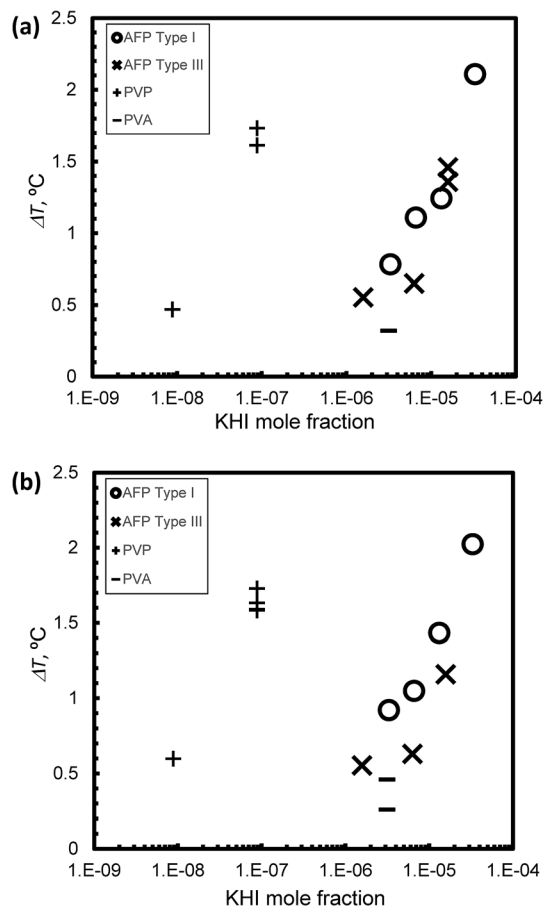 (a)
2.5
2
1.5
1
0.5
0
ΔT, ºC
AFP Type I
AFP Type III
PVP
PVA
1.E-09 1.E-08 1.E-07 1.E-06 1.E-05 1.E-04
KHI mole fraction
(b)
2.5
2
1.5
1
0.5
0
ΔT, ºC
AFP Type I
AFP Type III
PVP
PVA
1.E-09 1.E-08 1.E-07 1.E-06 1.E-05 1.E-04
KHI mole fraction